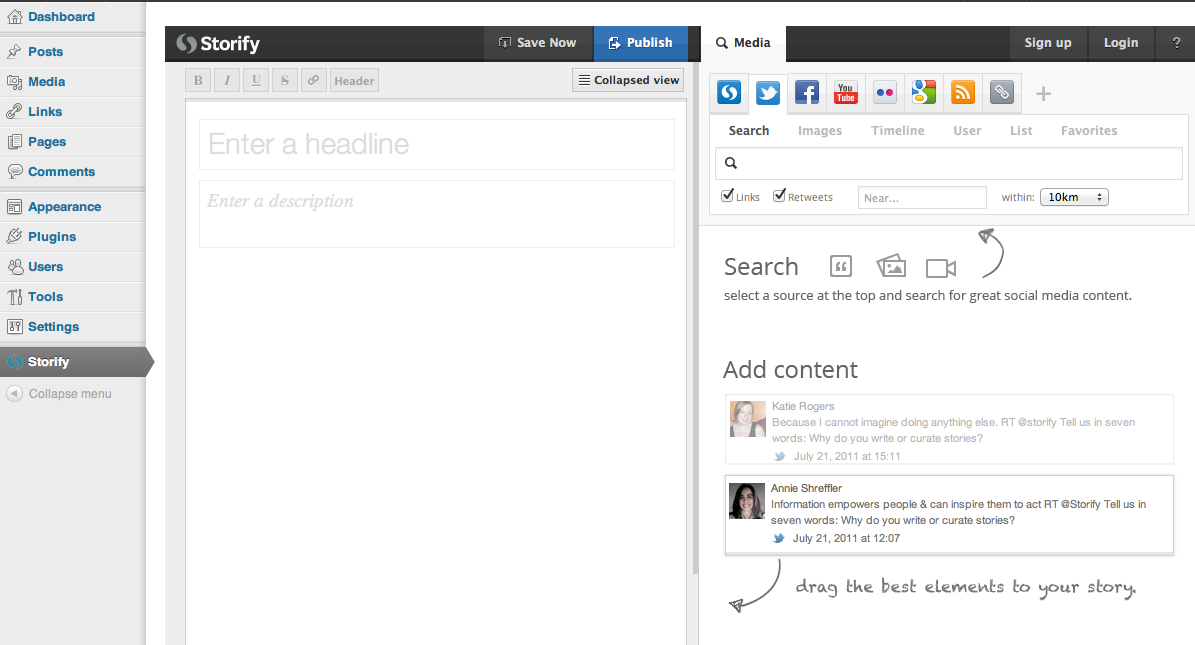 Dashboard
Posts
Media
Links
Pages
Comments
Appearance
Plugins
Users
Tools
Settings
Storify
Collapse menu
Storify
Save Now
Publish
B I U S Header
Collapsed view
Enter a headline
Enter a description
Media
Sign up
Login
?
You Tube
Search Images Timeline User List Favorites
Links Retweets Near... within: 10km
Search
select a source at the top and search for great social media content.
Add content
Katie Rogers
Because I cannot imagine doing anything else. RT @storify Tell us in seven
words: Why do you write or curate stories?
July 21, 2011 at 15:11
Annie Shreffler
Information empowers people & can inspire them to act RT @Storify Tell us in
seven words: Why do you write or curate stories?
July 21, 2011 at 12:07
drag the best elements to your story.